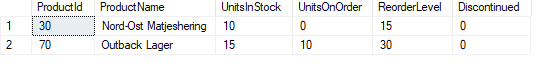 ProductId ProductName UnitsInStock UnitsOnOrder ReorderLevel Discontinued
1 30 Nord-Ost Matjeshering 10 0 15 0
2 70 Outback Lager 15 10 30 0